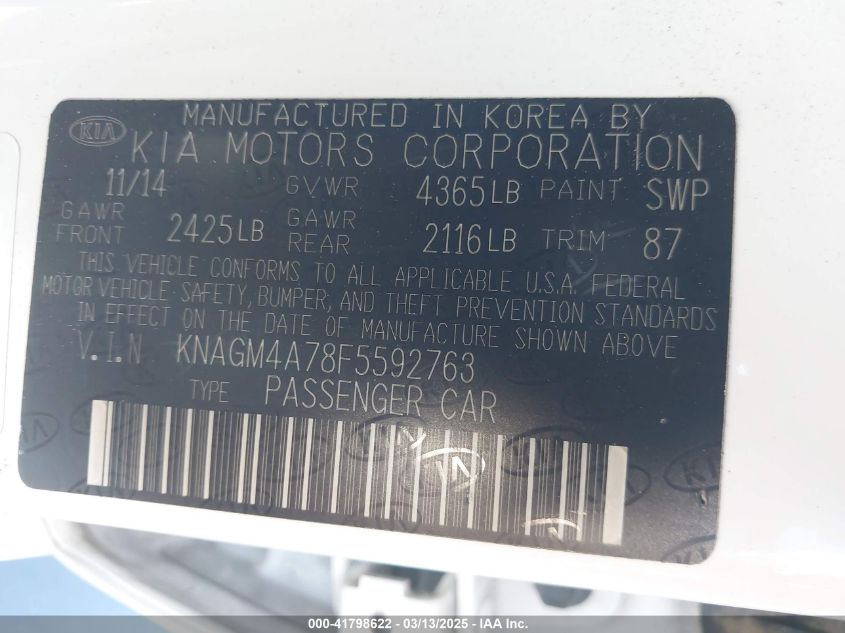 MANUFACTURED IN KOREA BY
KIA KIA MOTORS CORPORATION
11/14 GVWR 4365LB PAINT SWP
GAWR FRONT 2425LB GAWR REAR 2116LB TRIM 87
THIS VEHICLE CONFORMS TO ALL APPLICABLE U.S.A. FEDERAL
MOTOR VEHICLE-SAFETY, BUMPER, AND THEFT PREVENTION STANDARDS
IN EFFECT ON THE DATE OF MANUFACTURE SHOWN ABOVE
V.I.N KNAGM4A78F5592763
TYPE PASSENGER CAR
000-41798622 - 03/13/2025 - IAAI.COM